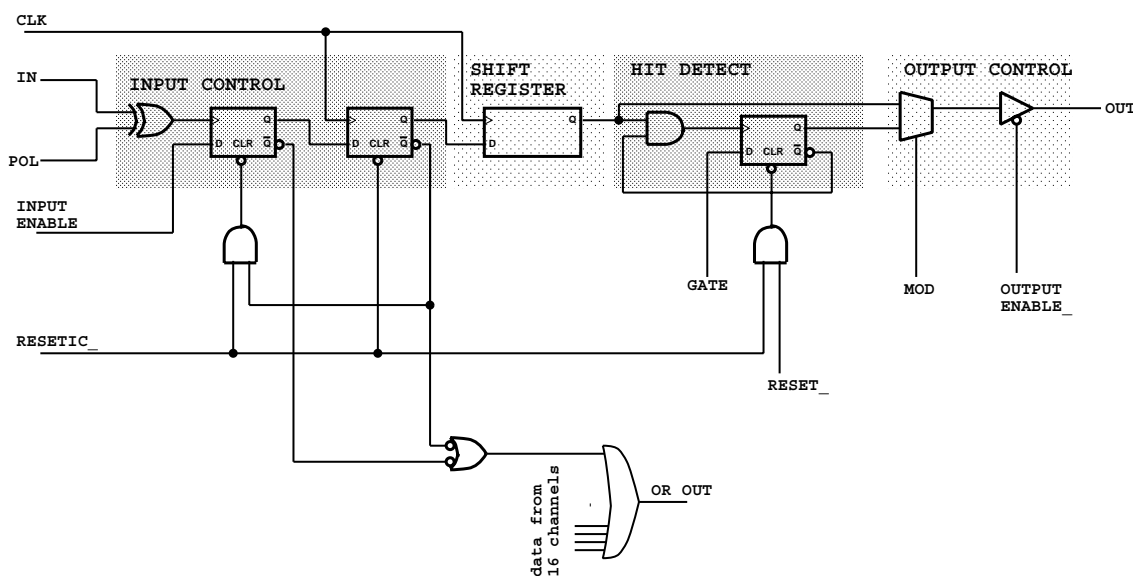 CLK
IN
POL
INPUT
ENABLE
RESETIC_
INPUT CONTROL
SHIFT
REGISTER
HIT DETECT
OUTPUT CONTROL
Q
D CLR Q
Q
D CLR Q
Q
D
Q
D CLR Q
OUT
GATE
MOD
OUTPUT
ENABLE_
RESET_
OR OUT
data from
16 channels